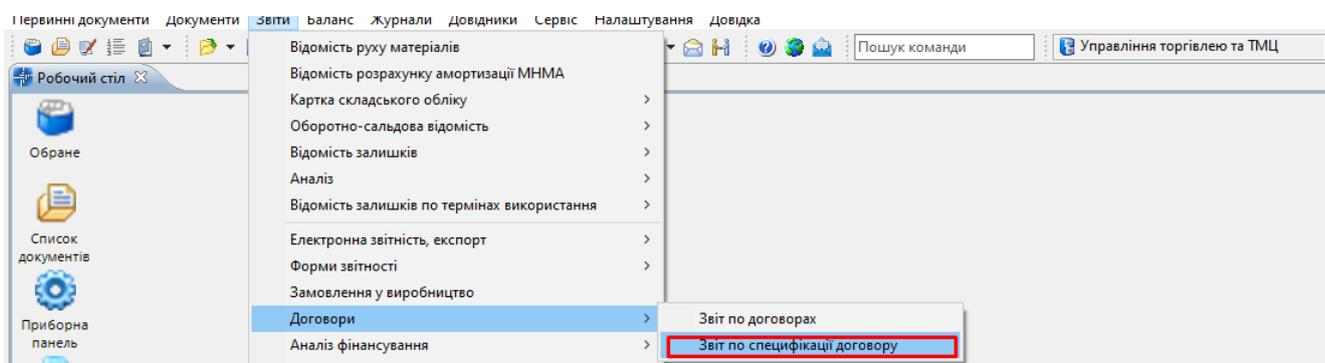 Первинні документи Документи Звіти Баланс Журнали Довідники Сервіс Налаштування Довідка
Пошук команди Управління торгівлею та ТМЦ
Робочий стіл
Обране
Список
документів
Приборна
панель
Відомість руху матеріалів
Відомість розрахунку амортизації МНМА
Картка складського обліку
Оборотно-сальдова відомість
Відомість залишків
Аналіз
Відомість залишків по термінах використання
Електронна звітність, експорт
Форми звітності
Замовлення у виробництво
Договори
Аналіз фінансування
Звіт по договорах
Звіт по специфікації договору